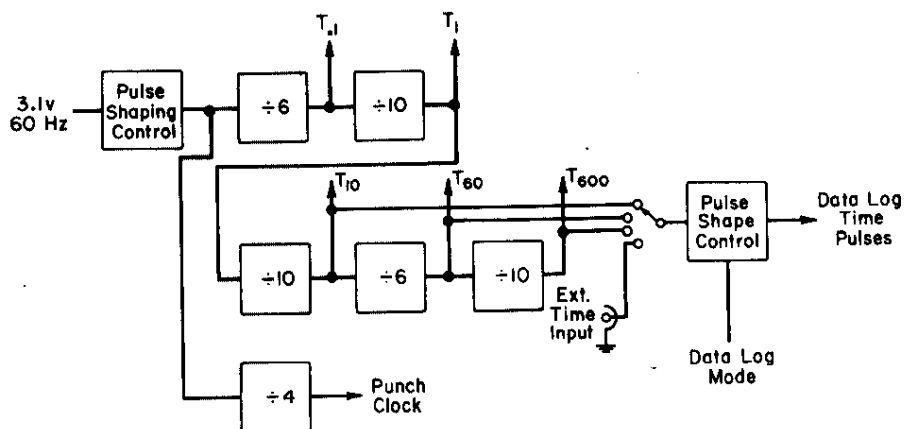 T.1
T1
3.1v
60 Hz
Pulse
Shaping
Control
÷6
÷10
T10
T60
T600
÷10
÷6
÷10
Pulse
Shape
Control
Data Log
Time
Pulses
Ext.
Time
Input
Data Log
Mode
÷4
Punch
Clock